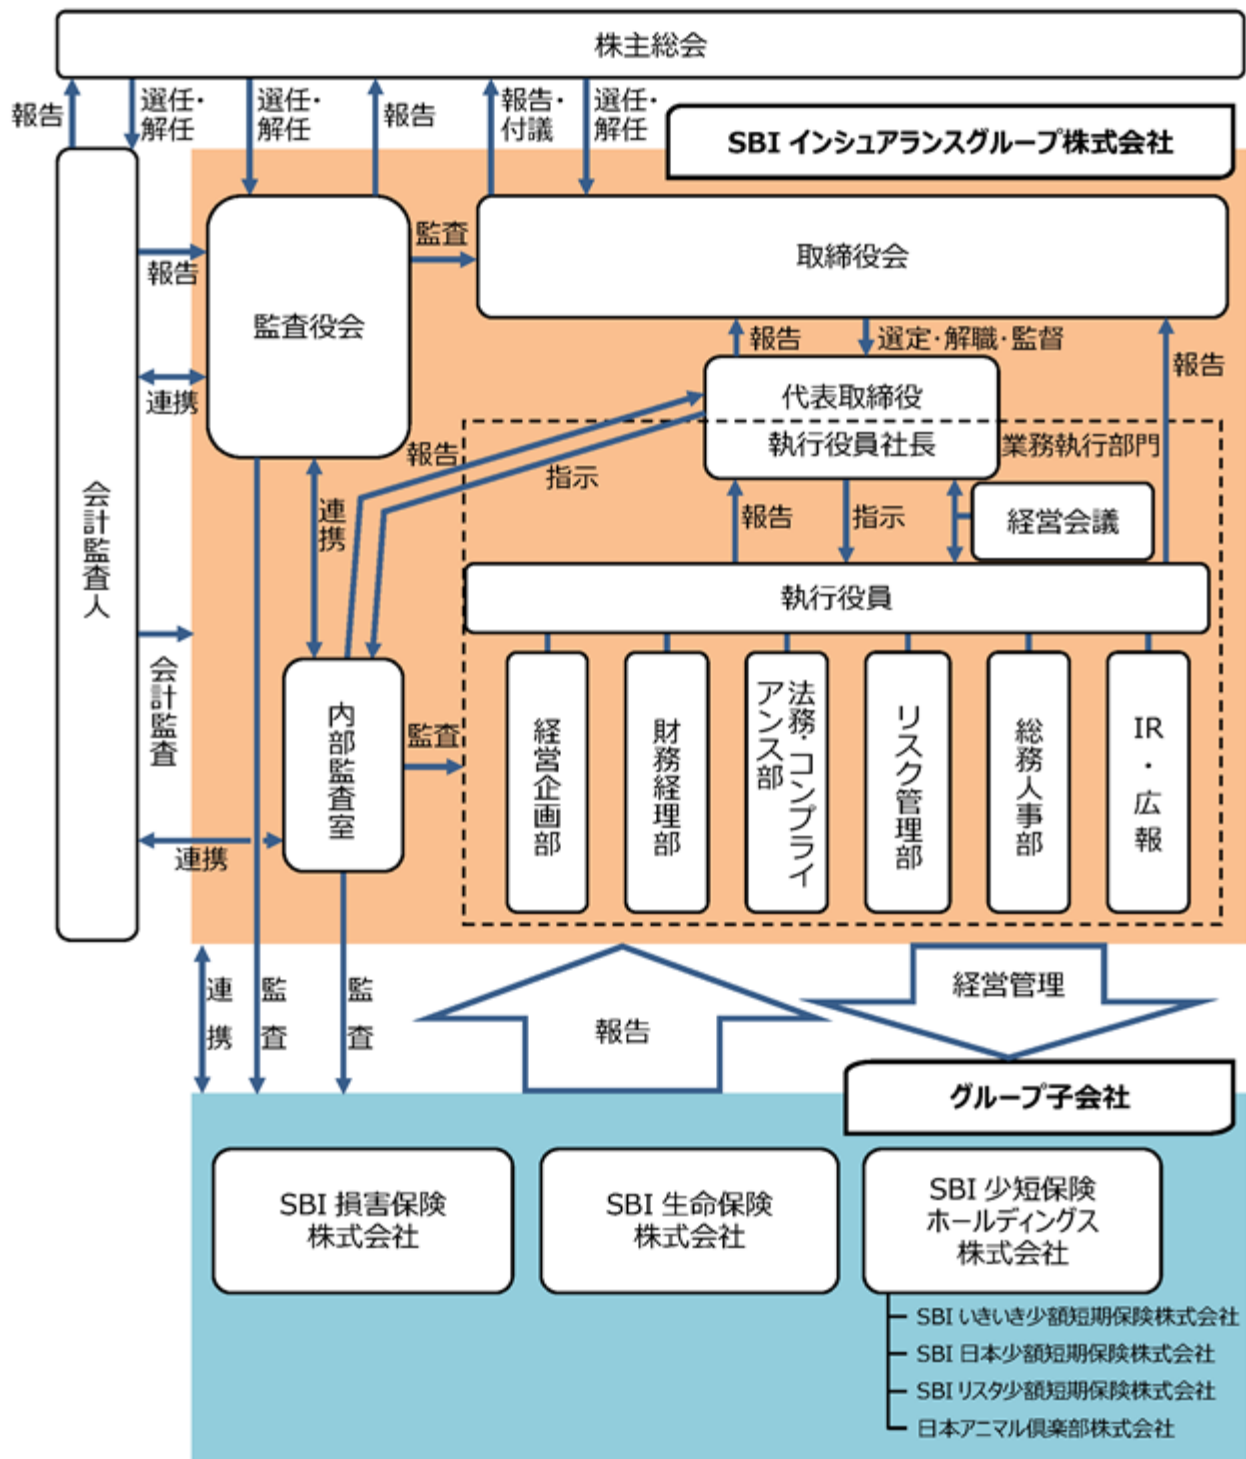 株主総会
報告
選任・
解任
選任・
解任
報告
報告・
付議
選任・
解任
SBI インシュアランスグループ株式会社
会計監査人
報告
監査役会
監査
取締役会
連携
報告
選定・解職・監督
報告
代表取締役
執行役員社長
業務執行部門
報告
指示
連携
報告
指示
経営会議
執行役員
会計監査
内部監査室
監査
経営企画部
財務経理部
法務・コンプライ
アンス部
リスク管理部
総務人事部
IR・広報
連携
連携
監査
監査
報告
経営管理
グループ子会社
SBI 損害保険
株式会社
SBI 生命保険
株式会社
SBI 少短保険
ホールディングス
株式会社
SBI いきいき少額短期保険株式会社
SBI 日本少額短期保険株式会社
SBI リスタ少額短期保険株式会社
日本アニマル倶楽部株式会社